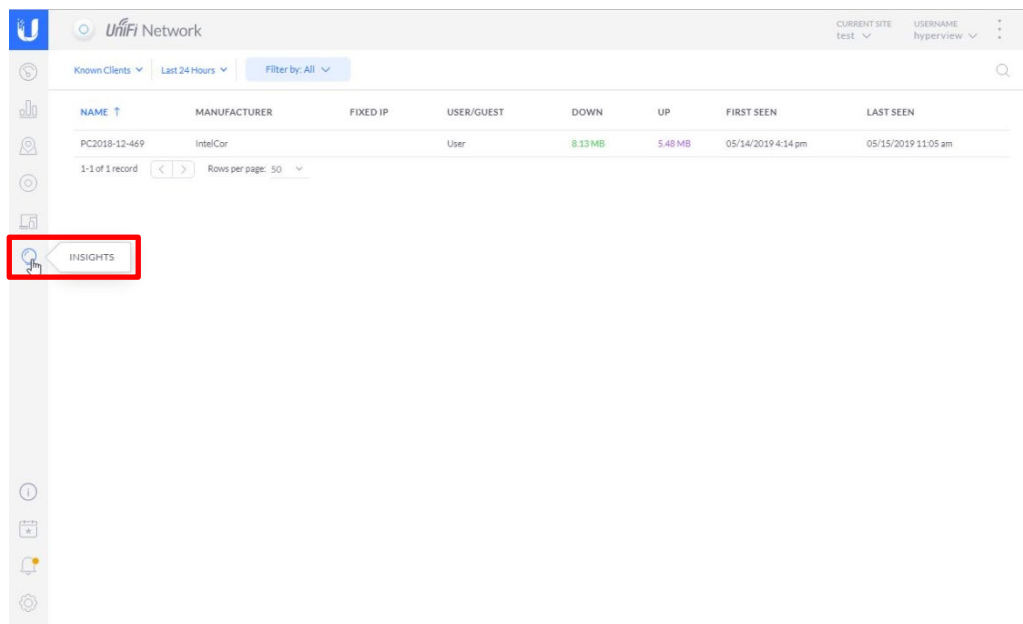 UniFi Network
CURRENT SITE
test
USERNAME
hyperview
Known Clients
Last 24 Hours
Filter by: All
NAME ↑ MANUFACTURER FIXED IP USER/GUEST DOWN UP FIRST SEEN LAST SEEN
PC2018-12-469 IntelCor User 8.13 MB 5.48 MB 05/14/2019 4:14 pm 05/15/2019 11:05 am
1-1 of 1 record < > Rows per page: 50
INSIGHTS